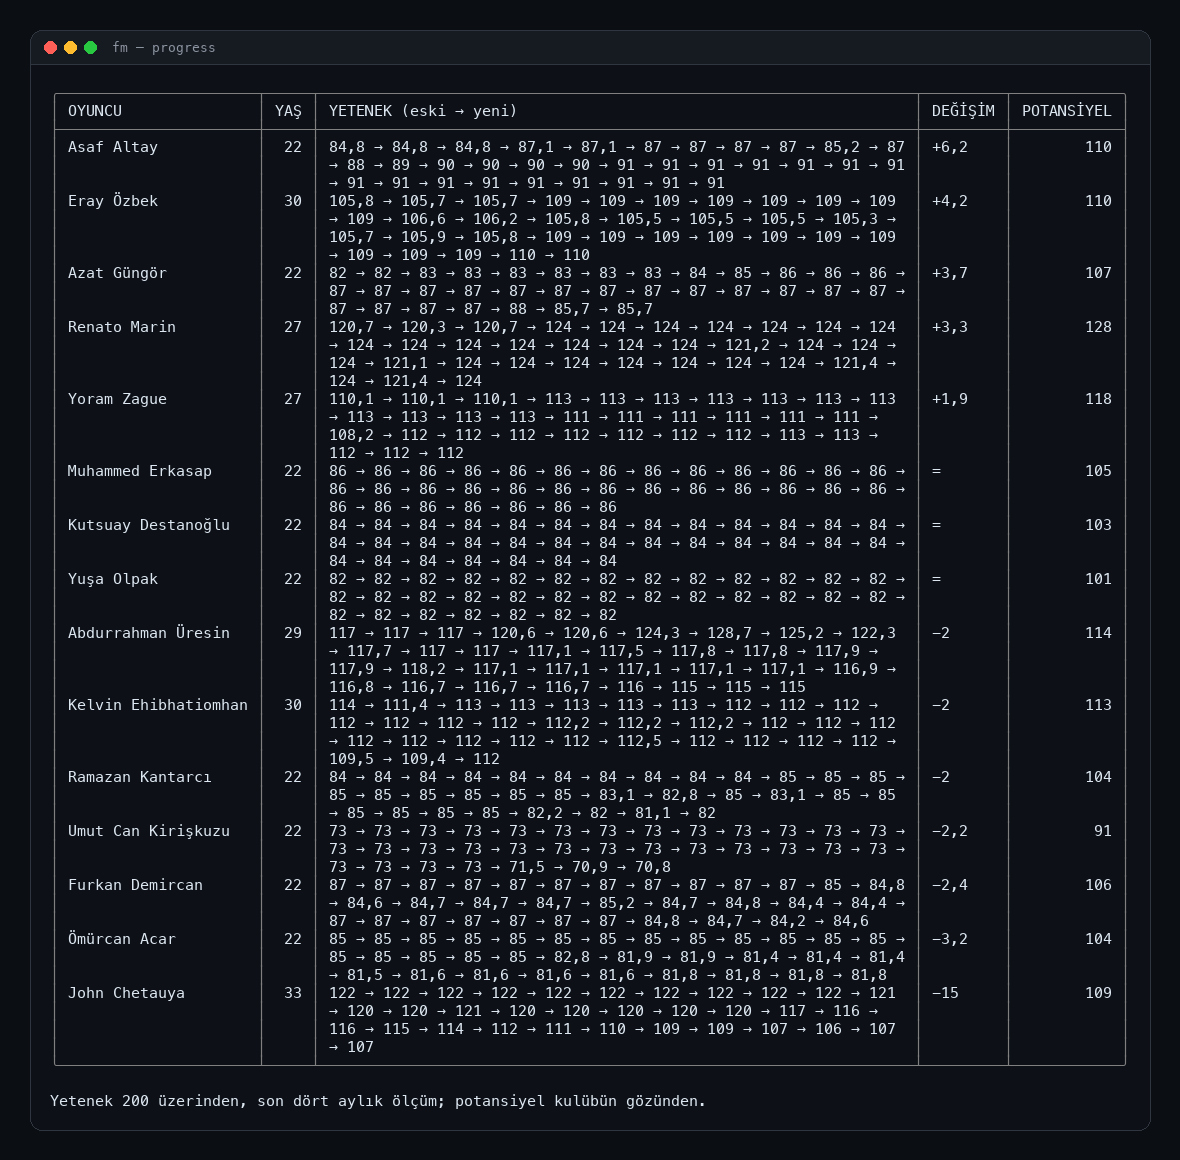 fm — progress
OYUNCU YAŞ YETENEK (eski → yeni) DEĞİŞİM POTANSİYEL
Asaf Altay 22 84,8 → 84,8 → 84,8 → 87,1 → 87,1 → 87 → 87 → 87 → 87 → 85,2 → 87 +6,2 110
→ 88 → 89 → 90 → 90 → 90 → 90 → 91 → 91 → 91 → 91 → 91 → 91 → 91
→ 91 → 91 → 91 → 91 → 91 → 91 → 91 → 91 → 91
Eray Özbek 30 105,8 → 105,7 → 105,7 → 109 → 109 → 109 → 109 → 109 → 109 → 109 +4,2 110
→ 109 → 106,6 → 106,2 → 105,8 → 105,5 → 105,5 → 105,5 → 105,3 →
105,7 → 105,9 → 105,8 → 109 → 109 → 109 → 109 → 109 → 109 → 109
→ 109 → 109 → 109 → 110 → 110
Azat Güngör 22 82 → 82 → 83 → 83 → 83 → 83 → 83 → 83 → 84 → 85 → 86 → 86 → 86 → +3,7 107
87 → 87 → 87 → 87 → 87 → 87 → 87 → 87 → 87 → 87 → 87 → 87 → 87 →
87 → 87 → 87 → 87 → 88 → 85,7 → 85,7
Renato Marin 27 120,7 → 120,3 → 120,7 → 124 → 124 → 124 → 124 → 124 → 124 → 124 +3,3 128
→ 124 → 124 → 124 → 124 → 124 → 124 → 124 → 121,2 → 124 → 124 →
124 → 121,1 → 124 → 124 → 124 → 124 → 124 → 124 → 124 → 121,4 →
124 → 121,4 → 124
Yoram Zague 27 110,1 → 110,1 → 110,1 → 113 → 113 → 113 → 113 → 113 → 113 → 113 +1,9 118
→ 113 → 113 → 113 → 113 → 111 → 111 → 111 → 111 → 111 → 111 →
108,2 → 112 → 112 → 112 → 112 → 112 → 112 → 112 → 113 → 113 →
112 → 112 → 112
Muhammed Erkasap 22 86 → 86 → 86 → 86 → 86 → 86 → 86 → 86 → 86 → 86 → 86 → 86 → 86 → = 105
86 → 86 → 86 → 86 → 86 → 86 → 86 → 86 → 86 → 86 → 86 → 86 → 86 →
86 → 86 → 86 → 86 → 86 → 86 → 86
Kutsuay Destanoğlu 22 84 → 84 → 84 → 84 → 84 → 84 → 84 → 84 → 84 → 84 → 84 → 84 → 84 → = 103
84 → 84 → 84 → 84 → 84 → 84 → 84 → 84 → 84 → 84 → 84 → 84 → 84 →
84 → 84 → 84 → 84 → 84 → 84 → 84
Yuşa Olpak 22 82 → 82 → 82 → 82 → 82 → 82 → 82 → 82 → 82 → 82 → 82 → 82 → 82 → = 101
82 → 82 → 82 → 82 → 82 → 82 → 82 → 82 → 82 → 82 → 82 → 82 → 82 →
82 → 82 → 82 → 82 → 82 → 82 → 82
Abdurrahman Üresin 29 117 → 117 → 117 → 120,6 → 120,6 → 124,3 → 128,7 → 125,2 → 122,3 −2 114
→ 117,7 → 117 → 117 → 117,1 → 117,5 → 117,8 → 117,8 → 117,9 →
117,9 → 118,2 → 117,1 → 117,1 → 117,1 → 117,1 → 117,1 → 116,9 →
116,8 → 116,7 → 116,7 → 116,7 → 116 → 115 → 115 → 115
Kelvin Ehibhatiomhan 30 114 → 111,4 → 113 → 113 → 113 → 113 → 113 → 112 → 112 → 112 → −2 113
112 → 112 → 112 → 112 → 112,2 → 112,2 → 112,2 → 112 → 112 → 112
→ 112 → 112 → 112 → 112 → 112 → 112,5 → 112 → 112 → 112 → 112 →
109,5 → 109,4 → 112
Ramazan Kantarcı 22 84 → 84 → 84 → 84 → 84 → 84 → 84 → 84 → 84 → 84 → 85 → 85 → 85 → −2 104
85 → 85 → 85 → 85 → 85 → 85 → 83,1 → 82,8 → 85 → 83,1 → 85 → 85
→ 85 → 85 → 85 → 85 → 82,2 → 82 → 81,1 → 82
Umut Can Kirişkuzu 22 73 → 73 → 73 → 73 → 73 → 73 → 73 → 73 → 73 → 73 → 73 → 73 → 73 → −2,2 91
73 → 73 → 73 → 73 → 73 → 73 → 73 → 73 → 73 → 73 → 73 → 73 → 73 →
73 → 73 → 73 → 73 → 71,5 → 70,9 → 70,8
Furkan Demircan 22 87 → 87 → 87 → 87 → 87 → 87 → 87 → 87 → 87 → 87 → 87 → 85 → 84,8 −2,4 106
→ 84,6 → 84,7 → 84,7 → 84,7 → 85,2 → 84,7 → 84,8 → 84,4 → 84,4 →
87 → 87 → 87 → 87 → 87 → 87 → 87 → 84,8 → 84,7 → 84,2 → 84,6
Ömürcan Acar 22 85 → 85 → 85 → 85 → 85 → 85 → 85 → 85 → 85 → 85 → 85 → 85 → 85 → −3,2 104
85 → 85 → 85 → 85 → 85 → 82,8 → 81,9 → 81,9 → 81,4 → 81,4 → 81,4
→ 81,5 → 81,6 → 81,6 → 81,6 → 81,6 → 81,8 → 81,8 → 81,8 → 81,8
John Chetauya 33 122 → 122 → 122 → 122 → 122 → 122 → 122 → 122 → 122 → 122 → 121 −15 109
→ 120 → 120 → 121 → 120 → 120 → 120 → 120 → 120 → 117 → 116 →
116 → 115 → 114 → 112 → 111 → 110 → 109 → 109 → 107 → 106 → 107
→ 107
Yetenek 200 üzerinden, son dört aylık ölçüm; potansiyel kulübün gözünden.